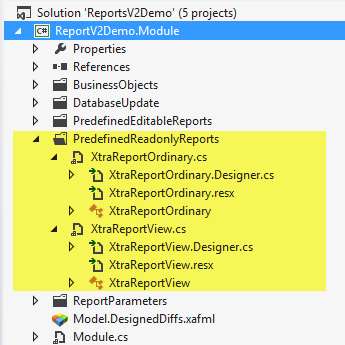 Solution 'ReportsV2Demo' (5 projects)
C# ReportV2Demo.Module
Properties
References
BusinessObjects
DatabaseUpdate
PredefinedEditableReports
PredefinedReadonlyReports
XtraReportOrdinary.cs
XtraReportOrdinary.Designer.cs
XtraReportOrdinary.resx
XtraReportOrdinary
XtraReportView.cs
XtraReportView.Designer.cs
XtraReportView.resx
XtraReportView
ReportParameters
Model.DesignedDiffs.xafml
Module.cs